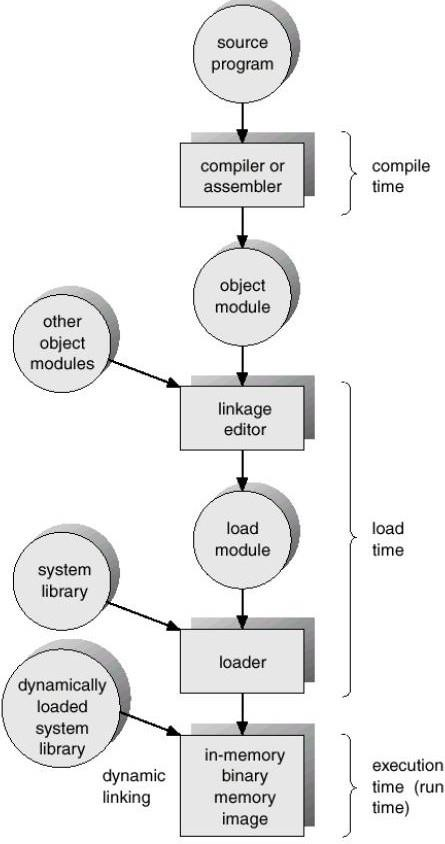 source
program
compiler or
assembler
compile
time
object
module
other
object
modules
linkage
editor
load
module
load
time
system
library
loader
dynamically
loaded
system
library
dynamic
linking
in-memory
binary
memory
image
execution
time (run
time)